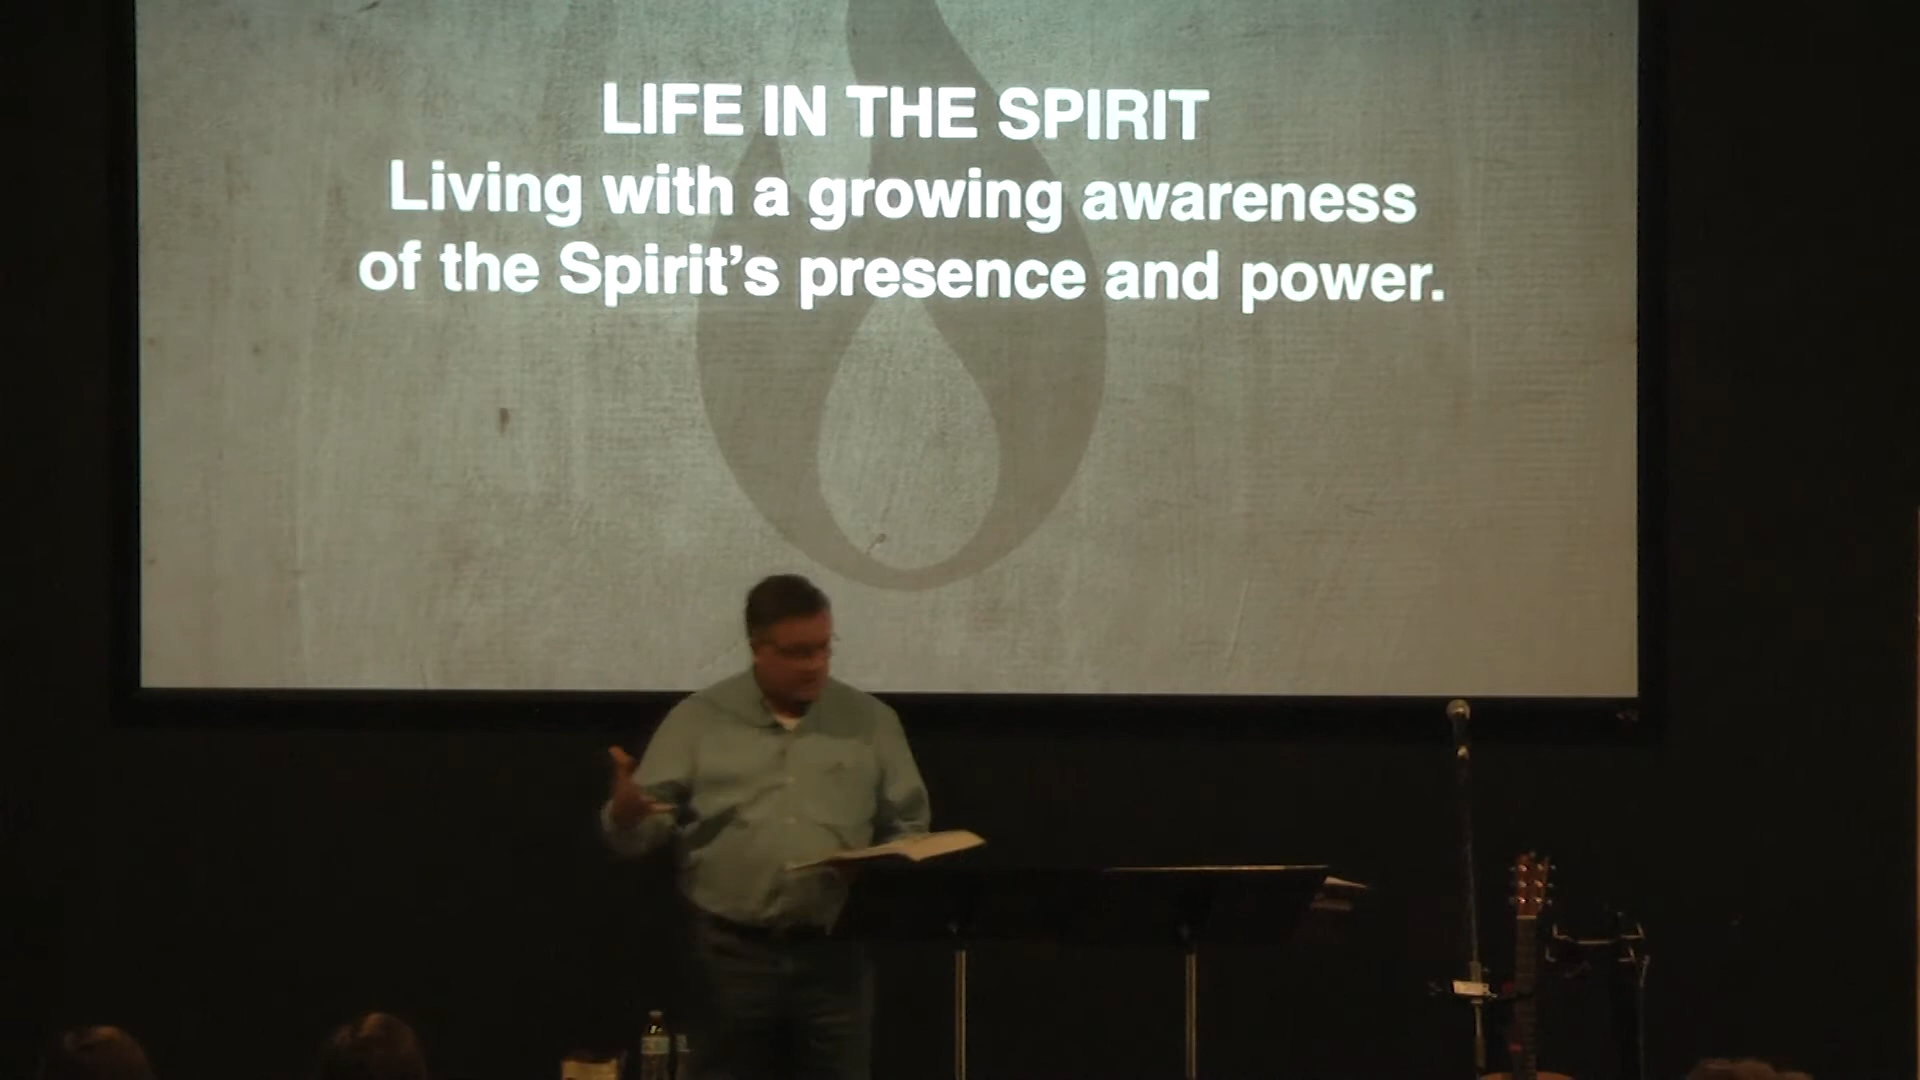 LIFE IN THE SPIRIT
Living with a growing awareness
of the Spirit’s presence and power.